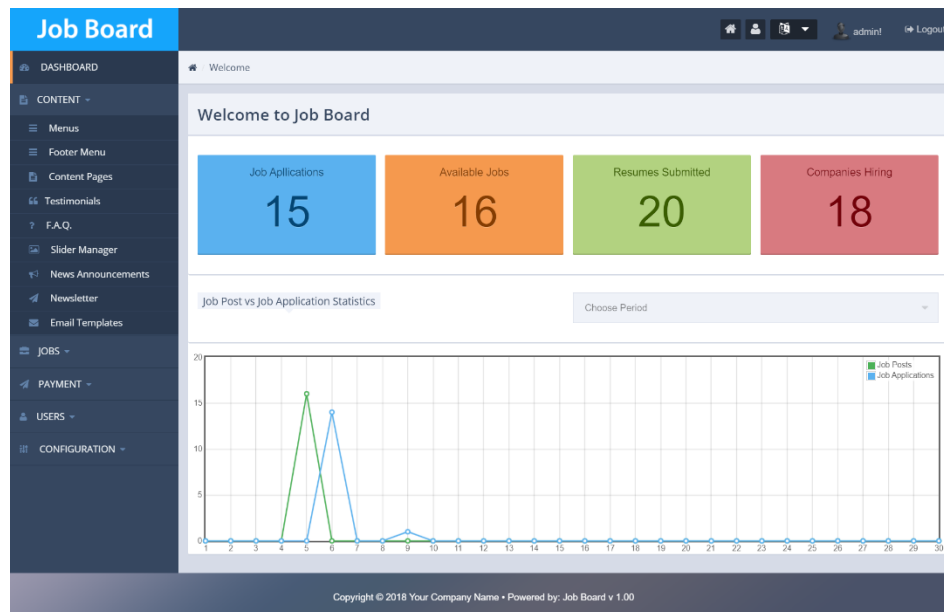 Job Board
admin!
Logout
DASHBOARD
Welcome
CONTENT
Menus
Footer Menu
Content Pages
Testimonials
F.A.Q.
Slider Manager
News Announcements
Newsletter
Email Templates
JOBS
PAYMENT
USERS
CONFIGURATION
Welcome to Job Board
Job Apllications
15
Available Jobs
16
Resumes Submitted
20
Companies Hiring
18
Job Post vs Job Application Statistics
Choose Period
Job Posts
Job Applications
20
15
10
5
0
1 2 3 4 5 6 7 8 9 10 11 12 13 14 15 16 17 18 19 20 21 22 23 24 25 26 27 28 29 30
Copyright © 2018 Your Company Name • Powered by: Job Board v 1.00